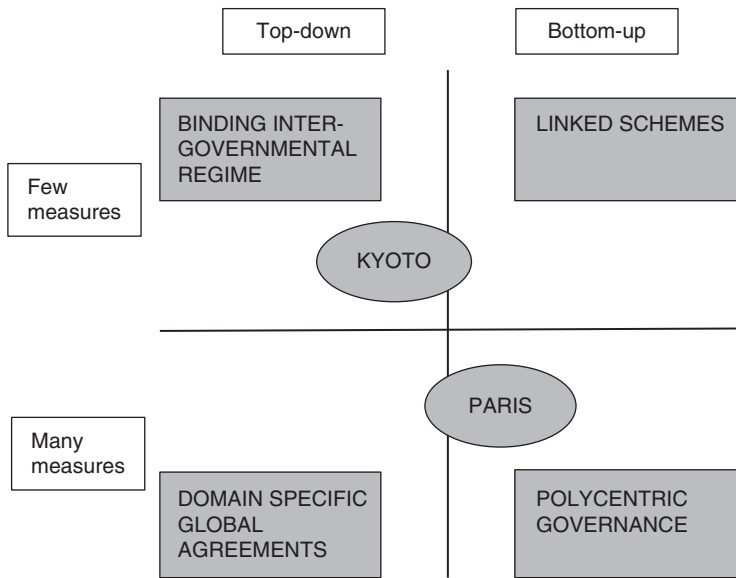 Top-down
Bottom-up
BINDING INTER-
GOVERNMENTAL
REGIME
LINKED SCHEMES
Few
measures
KYOTO
PARIS
Many
measures
DOMAIN SPECIFIC
GLOBAL
AGREEMENTS
POLYCENTRIC
GOVERNANCE